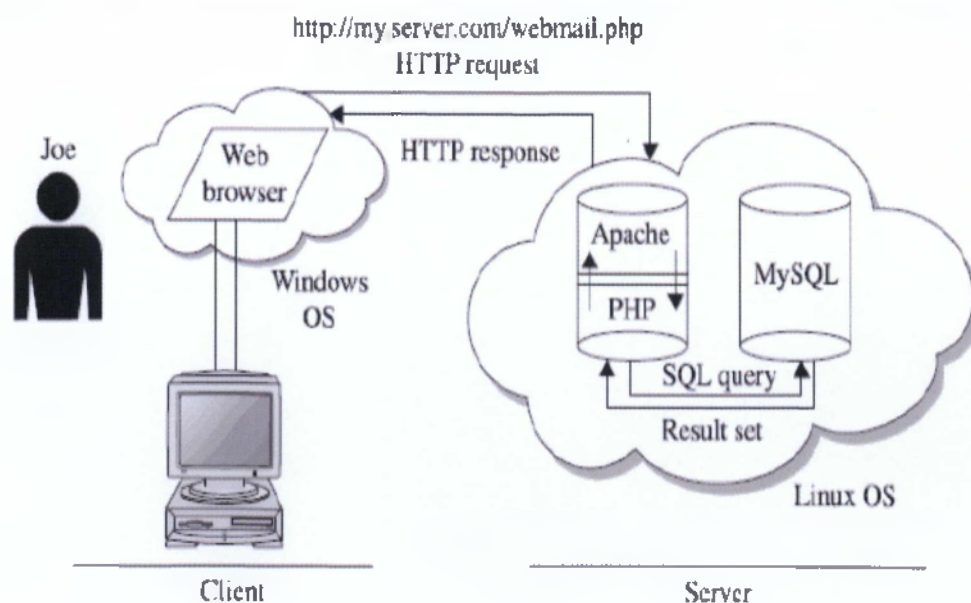 http://my server.com/webmail.php
HTTP request
Joe
Web
browser
HTTP response
Windows
OS
Apache
PHP
MySQL
SQL query
Result set
Linux OS
Client
Server